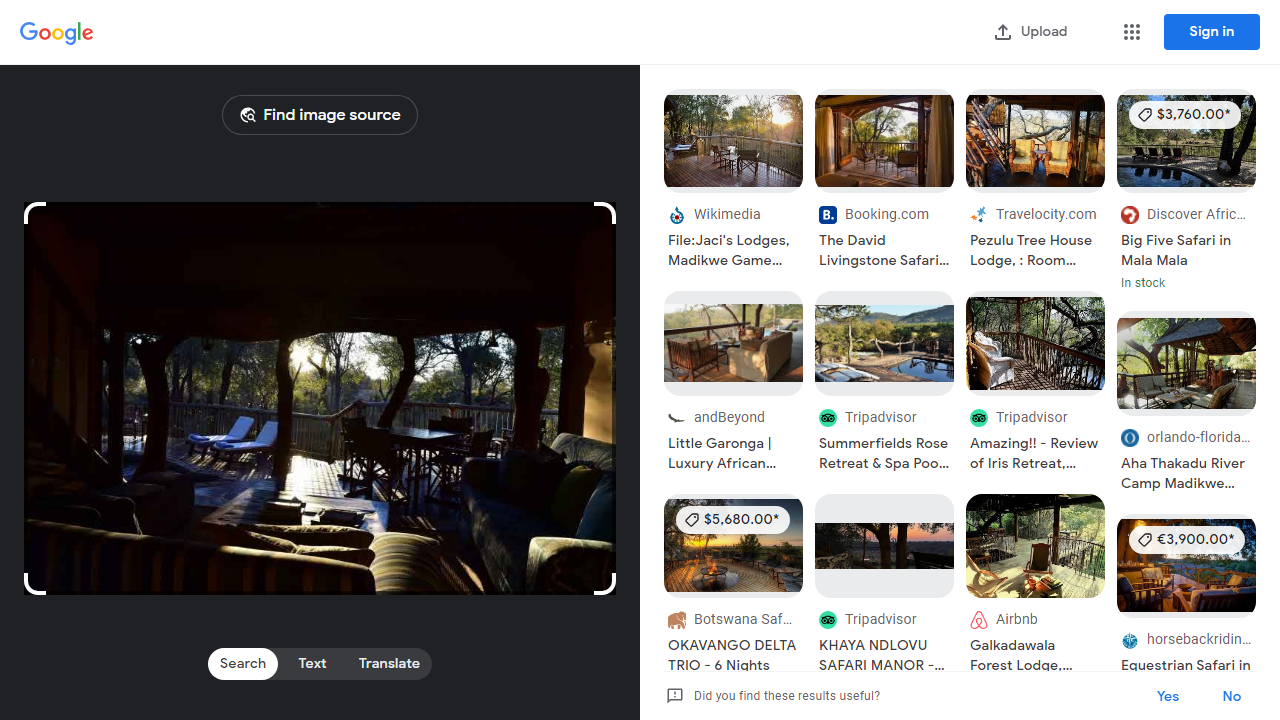 Google
Upload
Sign in
Find image source
Search
Text
Translate
Wikimedia
File:Jaci's Lodges,
Madikwe Game...
B.
Booking.com
The David
Livingstone Safari...
Travelocity.com
Pezulu Tree House
Lodge, : Room...
$3,760.00*
Discover Afric...
Big Five Safari in
Mala Mala
In stock
andBeyond
Little Garonga |
Luxury African...
Tripadvisor
Summerfields Rose
Retreat & Spa Poo...
Tripadvisor
Amazing!! - Review
of Iris Retreat,...
orlando-florida...
Aha Thakadu River
Camp Madikwe...
$5,680.00*
Botswana Saf...
OKAVANGO DELTA
TRIO - 6 Nights
Tripadvisor
KHAYA NDLOVU
SAFARI MANOR -...
Airbnb
Galkadawala
Forest Lodge,...
€3,900.00*
horsebackridin...
Equestrian Safari in
Did you find these results useful?
Yes
No